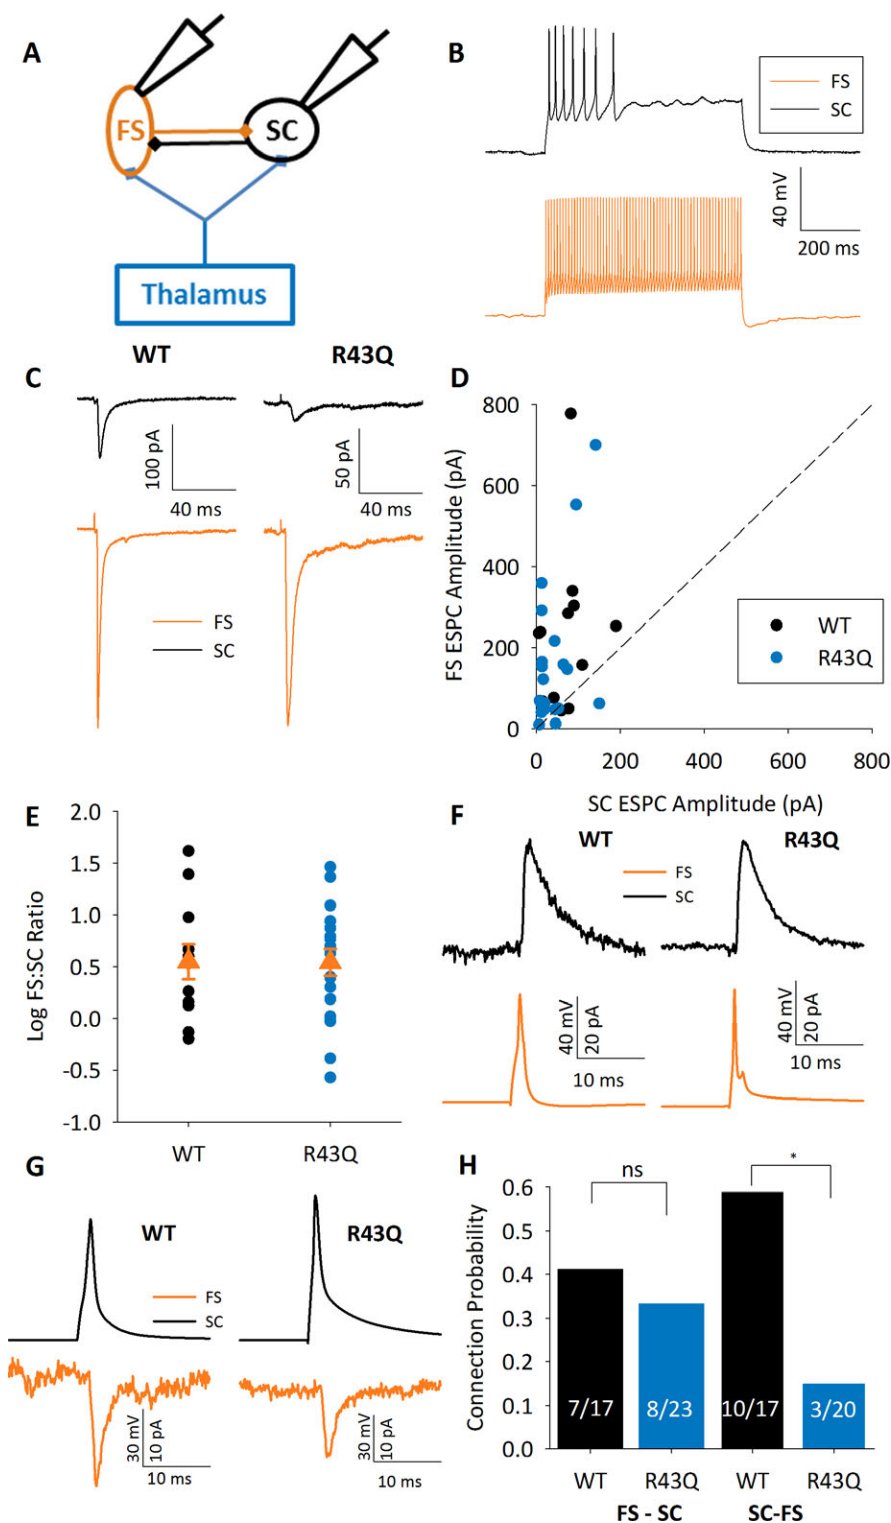 A
FS
SC
Thalamus
B
FS
SC
40 mV
200 ms
C
WT
R43Q
100 pA
40 ms
50 pA
40 ms
FS
SC
D
FS ESPC Amplitude (pA)
800
600
400
200
0
0 200 400 600 800
SC ESPC Amplitude (pA)
WT
R43Q
E
Log FS:SC Ratio
2.0
1.5
1.0
0.5
0.0
-0.5
-1.0
WT R43Q
F
WT
R43Q
FS
SC
40 mV
20 pA
10 ms
40 mV
20 pA
10 ms
G
WT
R43Q
FS
SC
30 mV
10 pA
10 ms
30 mV
10 pA
10 ms
H
ns
*
Connection Probability
0.6
0.5
0.4
0.3
0.2
0.1
0.0
7/17 8/23 10/17 3/20
WT R43Q WT R43Q
FS - SC SC-FS